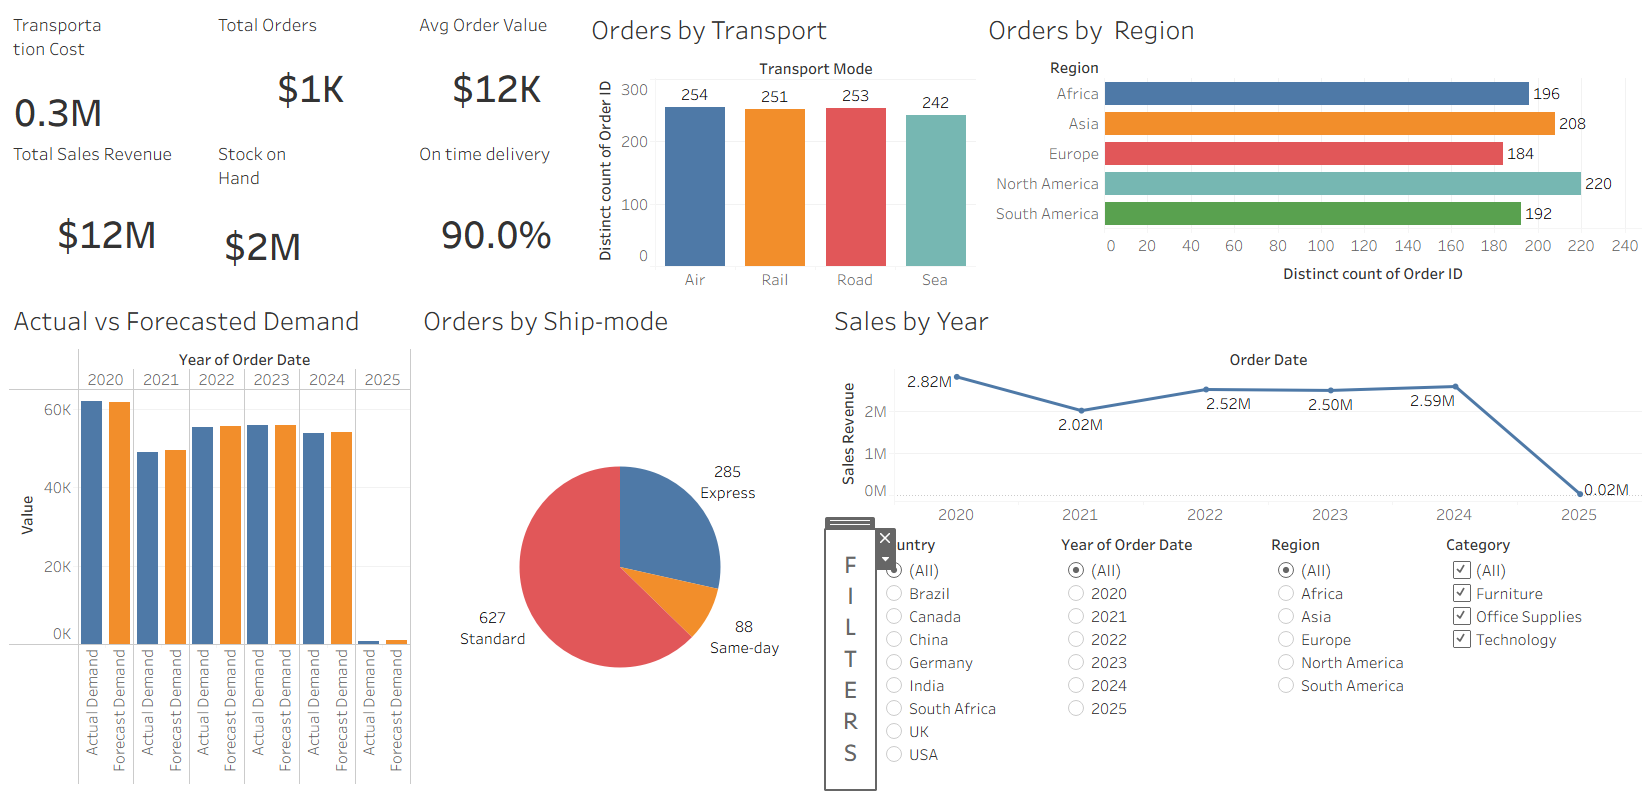 Transporta
tion Cost
0.3M
Total Orders
$1K
Avg Order Value
$12K
Total Sales Revenue
$12M
Stock on
Hand
$2M
On time delivery
90.0%
Orders by Transport
Transport Mode
Distinct count of Order ID
300
200
100
0
254
251
253
242
Air
Rail
Road
Sea
Orders by  Region
Region
Africa
196
Asia
208
Europe
184
North America
220
South America
192
0 20 40 60 80 100 120 140 160 180 200 220 240
Distinct count of Order ID
Actual vs Forecasted Demand
Year of Order Date
2020 2021 2022 2023 2024 2025
Value
60K
40K
20K
0K
Actual Demand
Forecast Demand
Actual Demand
Forecast Demand
Actual Demand
Forecast Demand
Actual Demand
Forecast Demand
Actual Demand
Forecast Demand
Actual Demand
Forecast Demand
Orders by Ship-mode
285
Express
88
Same-day
627
Standard
Sales by Year
Order Date
Sales Revenue
2M
1M
0M
2.82M
2.02M
2.52M
2.50M
2.59M
0.02M
2020 2021 2022 2023 2024 2025
F
I
L
T
E
R
S
untry
(All)
Brazil
Canada
China
Germany
India
South Africa
UK
USA
Year of Order Date
(All)
2020
2021
2022
2023
2024
2025
Region
(All)
Africa
Asia
Europe
North America
South America
Category
(All)
Furniture
Office Supplies
Technology